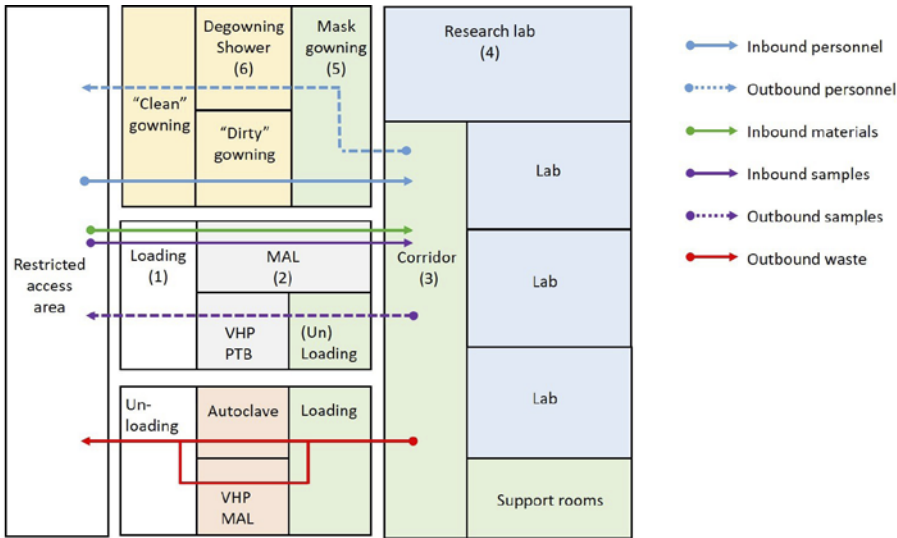 Restricted
access
area
"Clean"
gowning
Degowning
Shower
(6)
"Dirty"
gowning
Mask
gowning
(5)
Loading
(1)
MAL
(2)
VHP
PTB
(Un)
Loading
Un-
loading
Autoclave
VHP
MAL
Loading
Corridor
(3)
Research lab
(4)
Lab
Lab
Lab
Support rooms
Inbound personnel
Outbound personnel
Inbound materials
Inbound samples
Outbound samples
Outbound waste